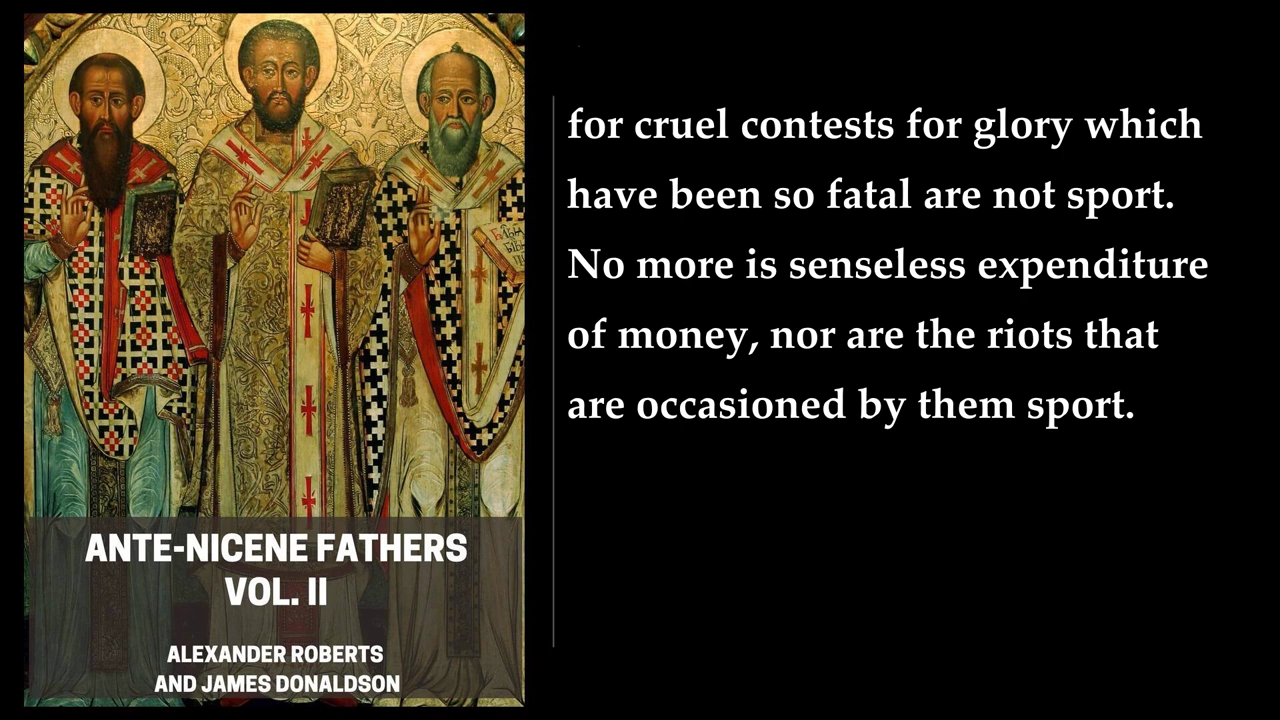 for cruel contests for glory which
have been so fatal are not sport.
No more is senseless expenditure
of money, nor are the riots that
are occasioned by them sport.
ANTE-NICENE FATHERS
VOL. II
ALEXANDER ROBERTS
AND JAMES DONALDSON